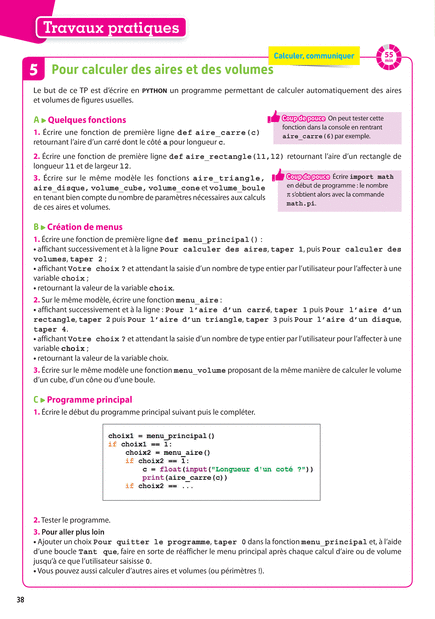 Travaux pratiques
Calculer, communiquer
55
min
5 Pour calculer des aires et des volumes
Le but de ce TP est d'écrire en PYTHON un programme permettant de calculer automatiquement des aires
et volumes de figures usuelles.
A ▶ Quelques fonctions
1. Écrire une fonction de première ligne def aire_carre(c)
retournant l'aire d'un carré dont le côté a pour longueur c.
Coup de pouce On peut tester cette
fonction dans la console en rentrant
aire_carre(6) par exemple.
2. Écrire une fonction de première ligne def aire_rectangle(l1,l2) retournant l'aire d'un rectangle de
longueur l1 et de largeur l2.
3. Écrire sur le même modèle les fonctions aire_triangle,
aire_disque, volume_cube, volume_cone et volume_boule
en tenant bien compte du nombre de paramètres nécessaires aux calculs
de ces aires et volumes.
Coup de pouce Écrire import math
en début de programme : le nombre
π s'obtient alors avec la commande
math.pi.
B ▶ Création de menus
1. Écrire une fonction de première ligne def menu_principal() :
• affichant successivement et à la ligne Pour calculer des aires, taper 1, puis Pour calculer des
volumes, taper 2 ;
• affichant Votre choix ? et attendant la saisie d'un nombre de type entier par l'utilisateur pour l'affecter à une
variable choix ;
• retournant la valeur de la variable choix.
2. Sur le même modèle, écrire une fonction menu_aire :
• affichant successivement et à la ligne : Pour l'aire d'un carré, taper 1 puis Pour l'aire d'un
rectangle, taper 2 puis Pour l'aire d'un triangle, taper 3 puis Pour l'aire d'un disque,
taper 4.
• affichant Votre choix ? et attendant la saisie d'un nombre de type entier par l'utilisateur pour l'affecter à une
variable choix ;
• retournant la valeur de la variable choix.
3. Écrire sur le même modèle une fonction menu_volume proposant de la même manière de calculer le volume
d'un cube, d'un cône ou d'une boule.
C ▶ Programme principal
1. Écrire le début du programme principal suivant puis le compléter.
choix1 = menu_principal()
if choix1 == 1:
    choix2 = menu_aire()
    if choix2 == 1:
        c = float(input("Longueur d'un coté ?"))
        print(aire_carre(c))
    if choix2 == ...
2. Tester le programme.
3. Pour aller plus loin
• Ajouter un choix Pour quitter le programme, taper 0 dans la fonction menu_principal et, à l'aide
d'une boucle Tant que, faire en sorte de réafficher le menu principal après chaque calcul d'aire ou de volume
jusqu'à ce que l'utilisateur saisisse 0.
• Vous pouvez aussi calculer d'autres aires et volumes (ou périmètres !).
38